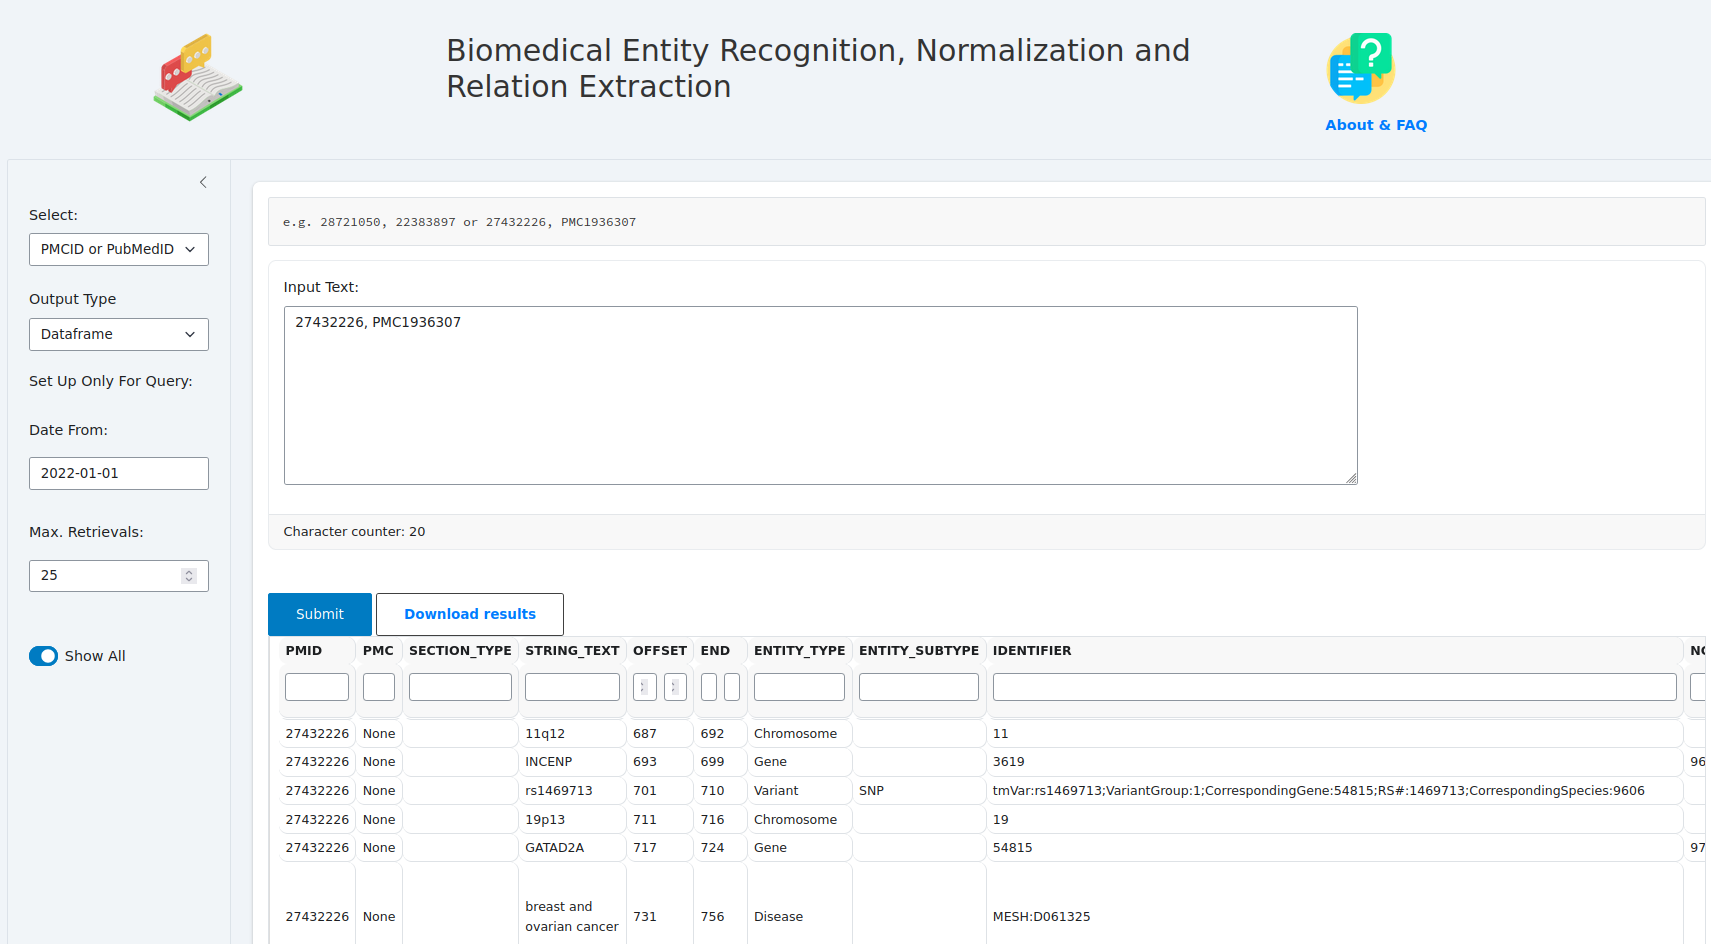 Biomedical Entity Recognition, Normalization and
Relation Extraction
?
About & FAQ
Select:
PMCID or PubMedID
Output Type
Dataframe
Set Up Only For Query:
Date From:
2022-01-01
Max. Retrievals:
25
Show All
e.g. 28721050, 22383897 or 27432226, PMC1936307
Input Text:
27432226, PMC1936307
Character counter: 20
Submit Download results
PMID PMC SECTION_TYPE STRING_TEXT OFFSET END ENTITY_TYPE ENTITY_SUBTYPE IDENTIFIER
27432226 None 11q12 687 692 Chromosome 11
27432226 None INCENP 693 699 Gene 3619 96
27432226 None rs1469713 701 710 Variant SNP tmVar:rs1469713;VariantGroup:1;CorrespondingGene:54815;RS#:1469713;CorrespondingSpecies:9606
27432226 None 19p13 711 716 Chromosome 19
27432226 None GATAD2A 717 724 Gene 54815 97
27432226 None breast and ovarian cancer 731 756 Disease MESH:D061325